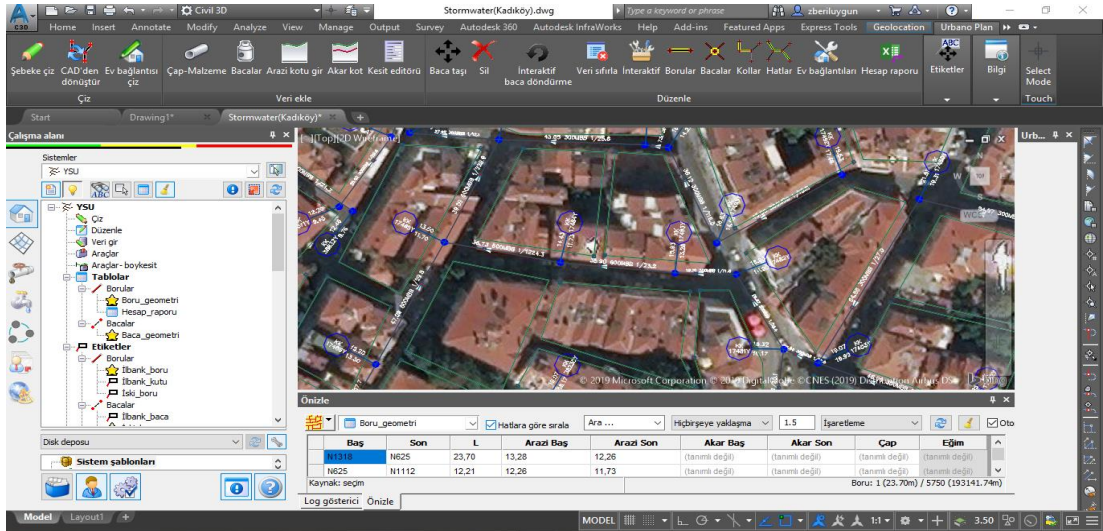 Civil 3D
Stormwater(Kadıköy).dwg
Type a keyword or phrase
zberiluygun
C3D
Home Insert Annotate Modify Analyze View Manage Output Survey Autodesk 360 Autodesk InfraWorks Help Add-ins Featured Apps Express Tools Geolocation Urbano Plan
Şebeke çiz
CAD'den dönüştür
Ev bağlantısı çiz
Çap-Malzeme
Bacalar
Arazi kotu gir
Akar kot
Kesit editörü
Baca taşı
Sil
İnteraktif baca döndürme
Veri sıfırla
İnteraktif
Borular
Bacalar
Kollar
Hatlar
Ev bağlantıları
Hesap raporu
ABC
Etiketler
Bilgi
Select Mode
Çiz Veri ekle Düzenle Touch
Start Drawing1* Stormwater(Kadıköy)*
Çalışma alanı
[-][Top][2D Wireframe]
Urb...
Sistemler
YSU
YSU
Çiz
Düzenle
Veri gir
Araçlar
Araçlar-boykesit
Tablolar
Borular
Boru_geometri
Hesap_raporu
Bacalar
Baca_geometri
Etiketler
Borular
İlbank_boru
İlbank_kutu
İski_boru
Bacalar
İlbank_baca
Disk deposu
Sistem şablonları
W
TOP
WCS
© 2019 Microsoft Corporation © 2019 DigitalGlobe © CNES (2019) Distribution Airbus DS
Önizle
Boru_geometri
Hatlara göre sırala
Ara ...
Hiçbirşeye yaklaşma
1.5
İşaretleme
Oto
Baş Son L Arazi Baş Arazi Son Akar Baş Akar Son Çap Eğim
N1318 N625 23,70 13,28 12,26 (tanımlı değil) (tanımlı değil) (tanımlı değil) (tanımlı değil)
N625 N1112 12,21 12,26 11,73 (tanımlı değil) (tanımlı değil) (tanımlı değil) (tanımlı değil)
Kaynak: seçim
Boru: 1 (23.70m) / 5750 (193141.74m)
Log gösterici Önizle
Model Layout1
MODEL
1:1
3.50